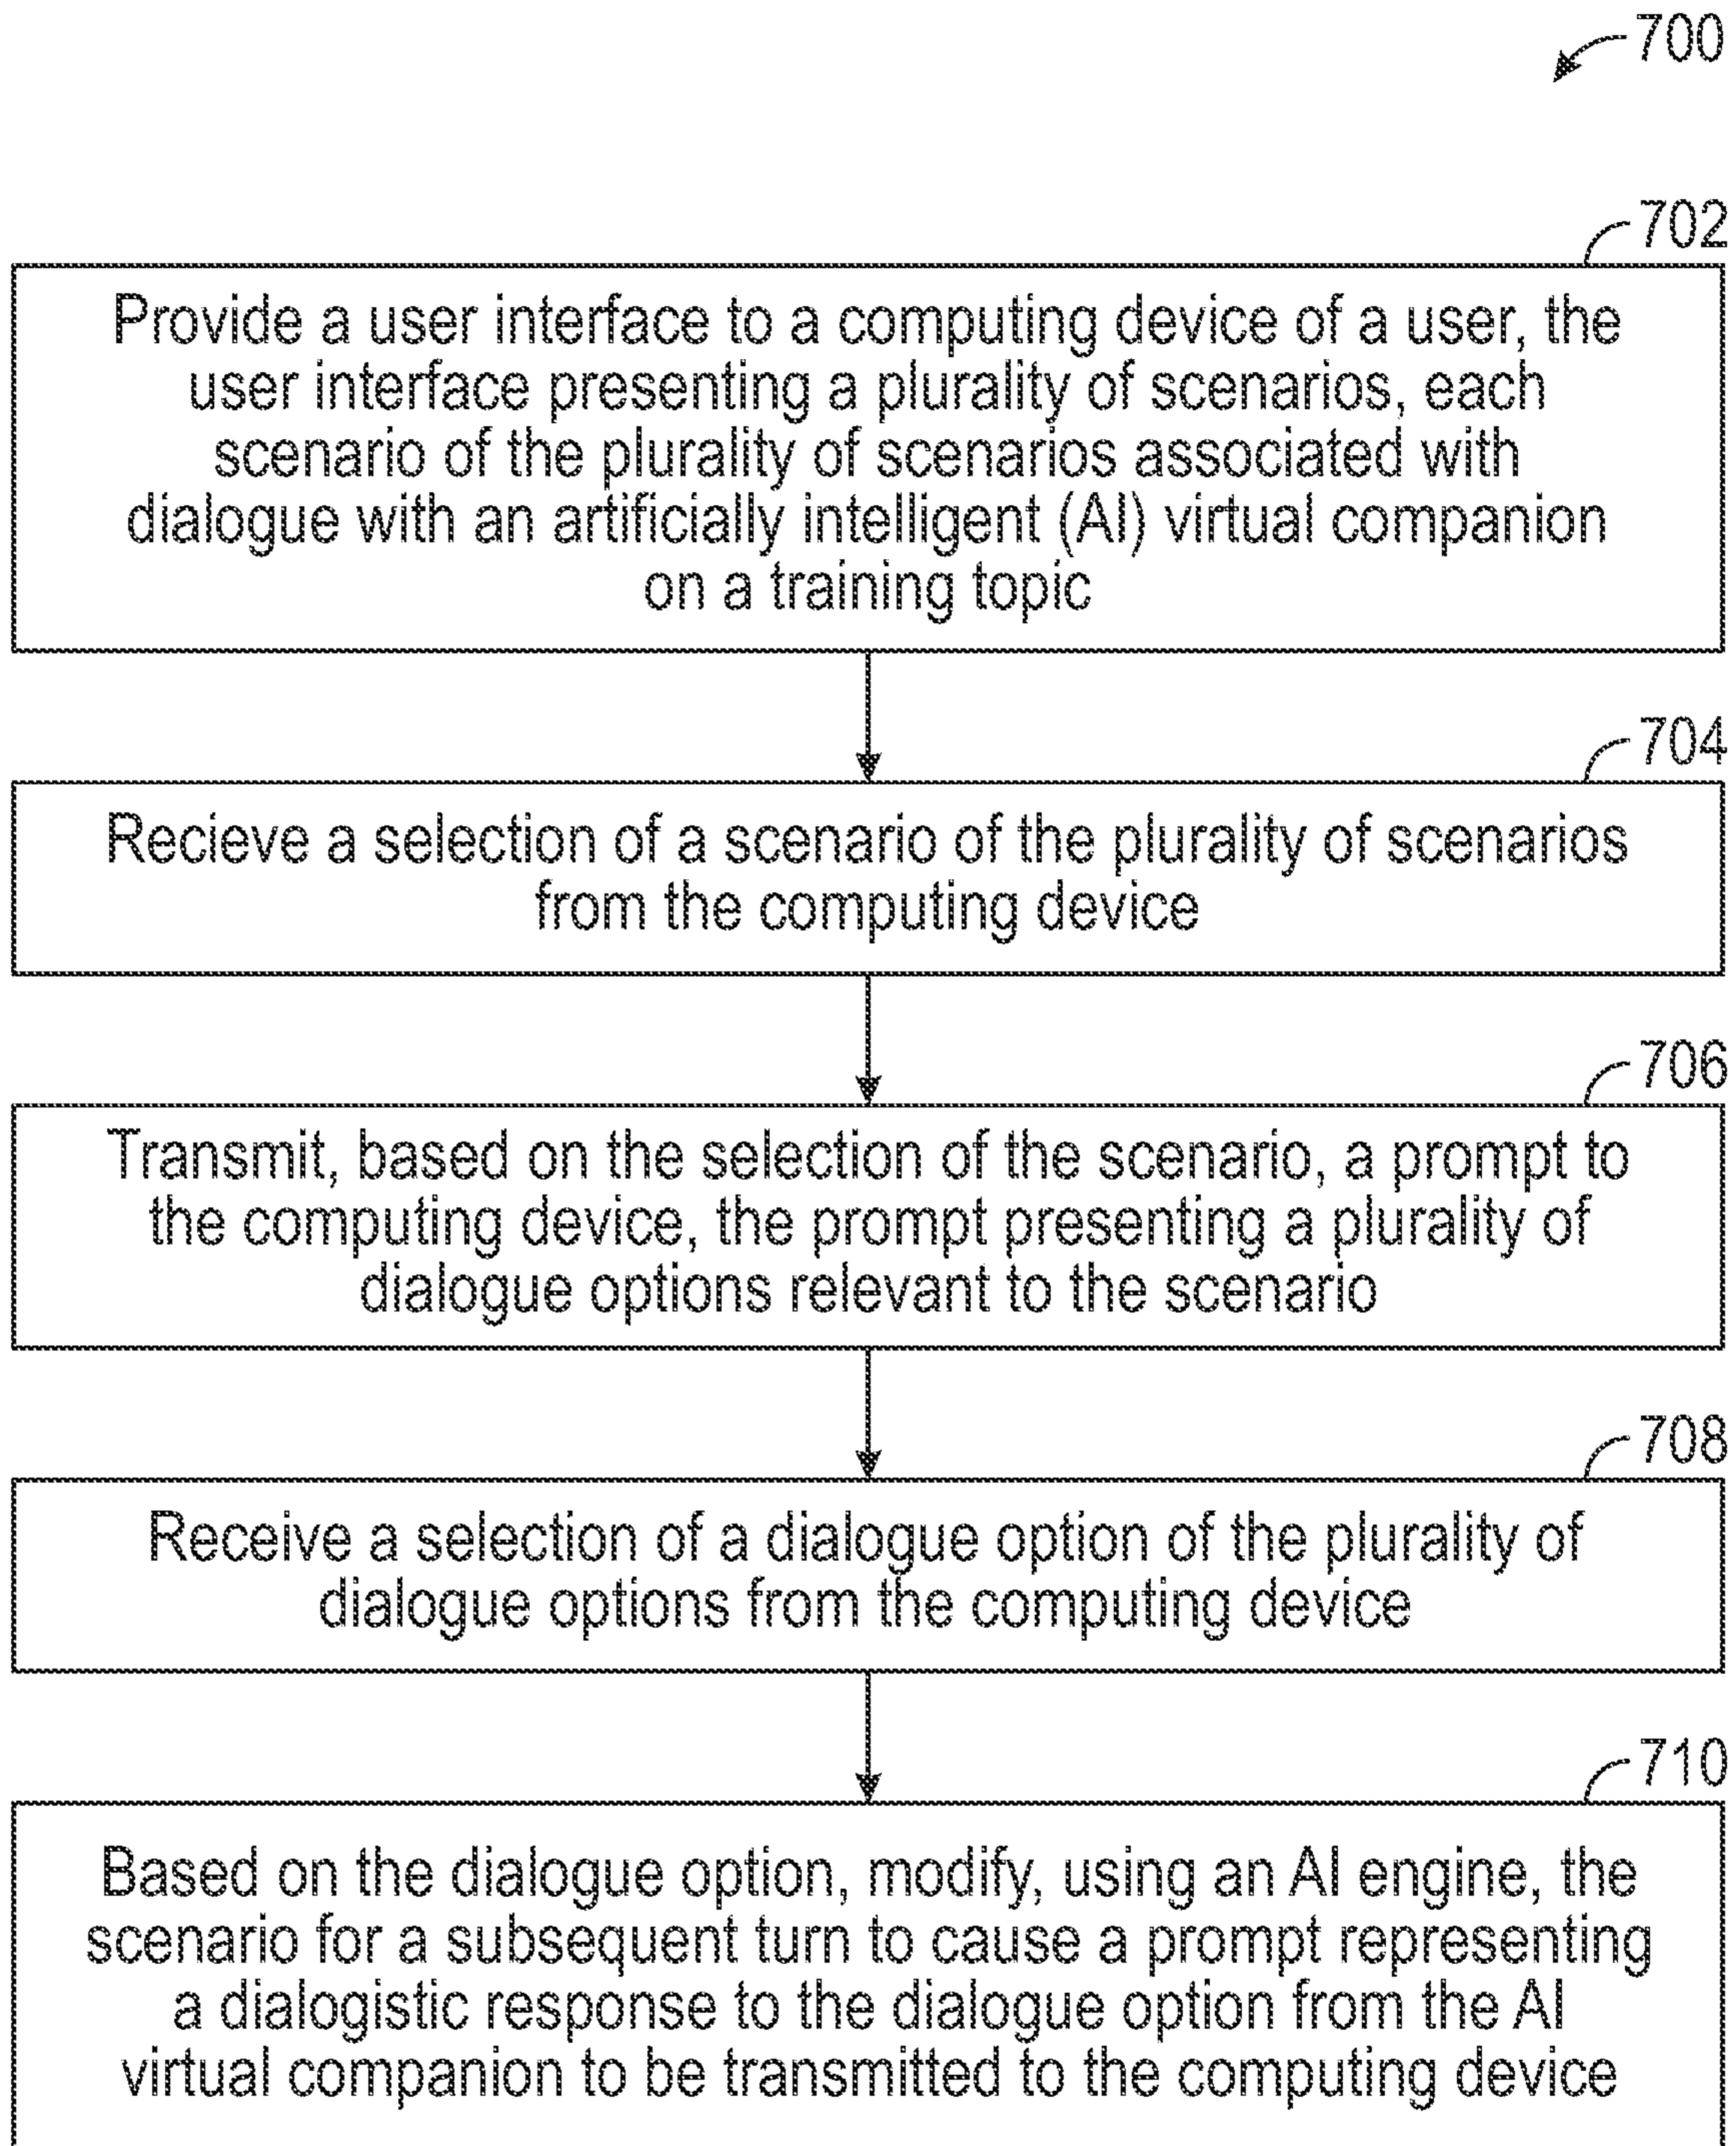 700
702
Provide a user interface to a computing device of a user, the
user interface presenting a plurality of scenarios, each
scenario of the plurality of scenarios associated with
dialogue with an artificially intelligent (AI) virtual companion
on a training topic
704
Recieve a selection of a scenario of the plurality of scenarios
from the computing device
706
Transmit, based on the selection of the scenario, a prompt to
the computing device, the prompt presenting a plurality of
dialogue options relevant to the scenario
708
Receive a selection of a dialogue option of the plurality of
dialogue options from the computing device
710
Based on the dialogue option, modify, using an AI engine, the
scenario for a subsequent turn to cause a prompt representing
a dialogistic response to the dialogue option from the AI
virtual companion to be transmitted to the computing device